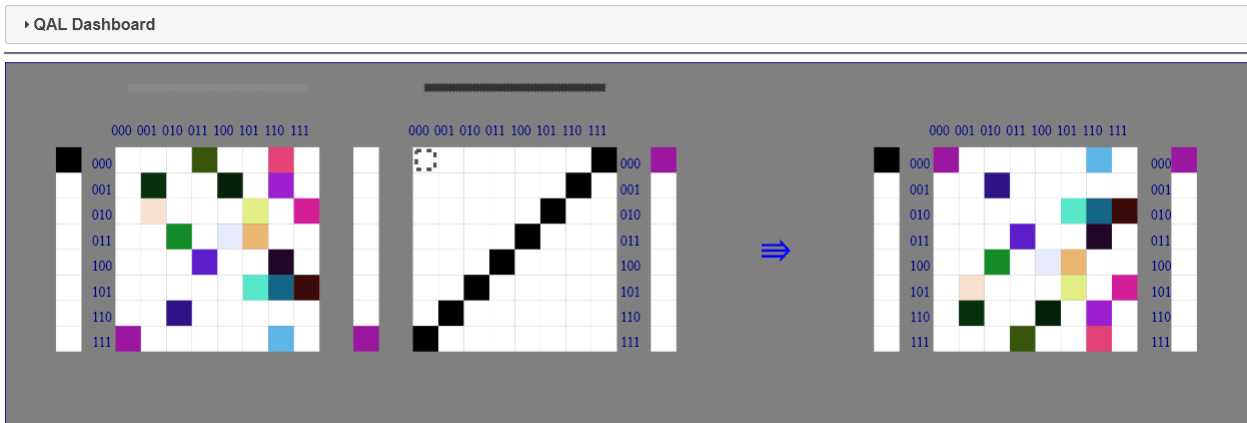 QAL Dashboard
000 001 010 011 100 101 110 111
000 001 010 011 100 101 110 111
000 001 010 011 100 101 110 111
000 000 000 000
001 001 001 001
010 010 010 010
011 011 011 011
100 100 100 100
101 101 101 101
110 110 110 110
111 111 111 111